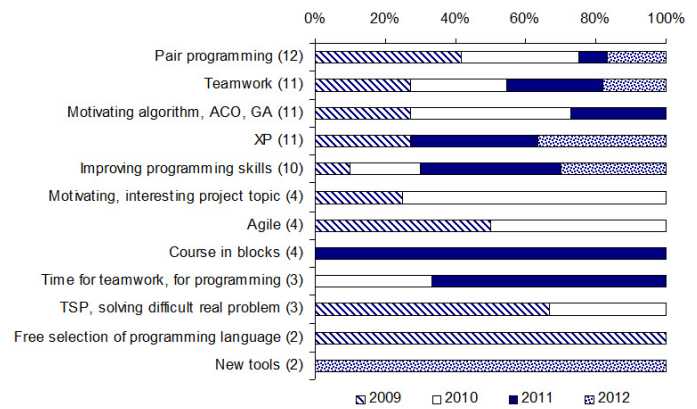 0% 20% 40% 60% 80% 100%
Pair programming (12)
Teamwork (11)
Motivating algorithm, ACO, GA (11)
XP (11)
Improving programming skills (10)
Motivating, interesting project topic (4)
Agile (4)
Course in blocks (4)
Time for teamwork, for programming (3)
TSP, solving difficult real problem (3)
Free selection of programming language (2)
New tools (2)
2009 2010 2011 2012